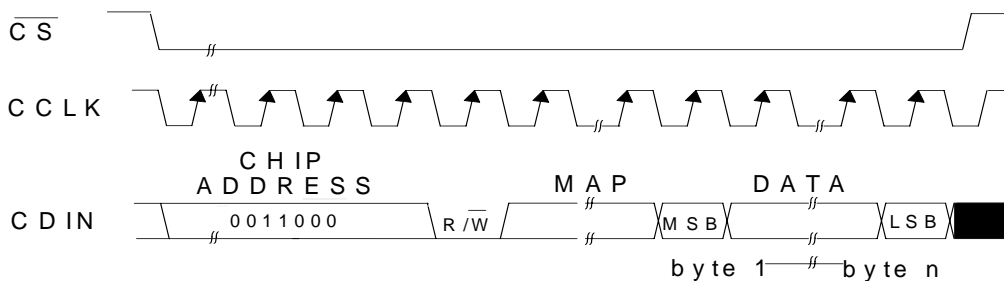 CS
CCLK
CHIP
ADDRESS
MAP
DATA
CDIN
0011000
R/W
MSB
LSB
byte 1
byte n